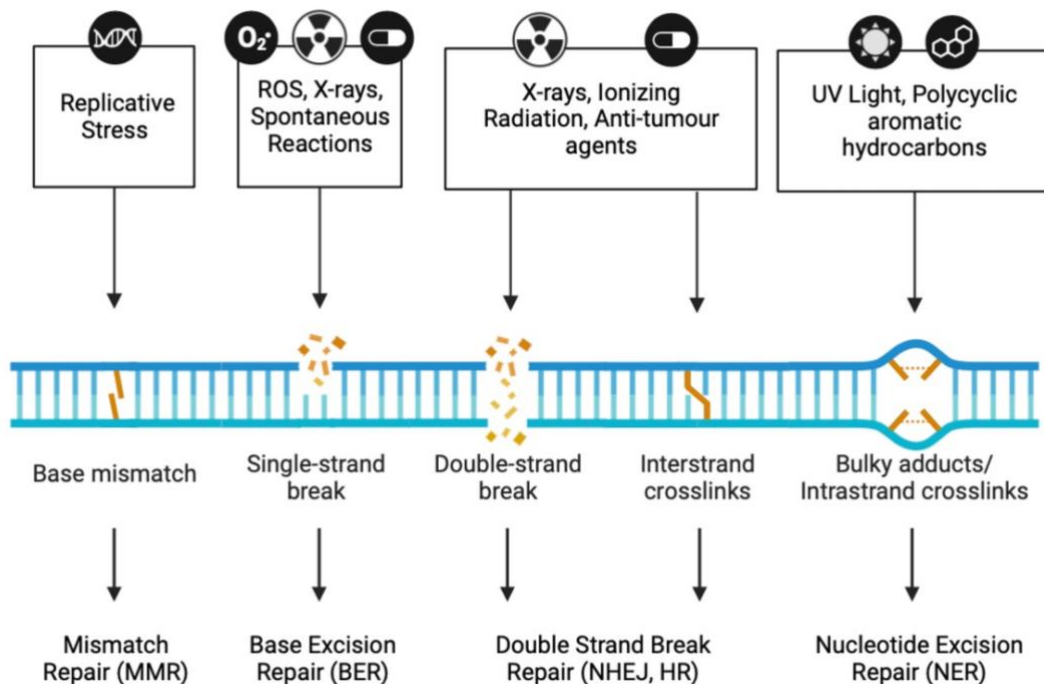 O₂•
Replicative
Stress
ROS, X-rays,
Spontaneous
Reactions
X-rays, Ionizing
Radiation, Anti-tumour
agents
UV Light, Polycyclic
aromatic
hydrocarbons
Base mismatch
Single-strand
break
Double-strand
break
Interstrand
crosslinks
Bulky adducts/
Intrastrand crosslinks
Mismatch
Repair (MMR)
Base Excision
Repair (BER)
Double Strand Break
Repair (NHEJ, HR)
Nucleotide Excision
Repair (NER)